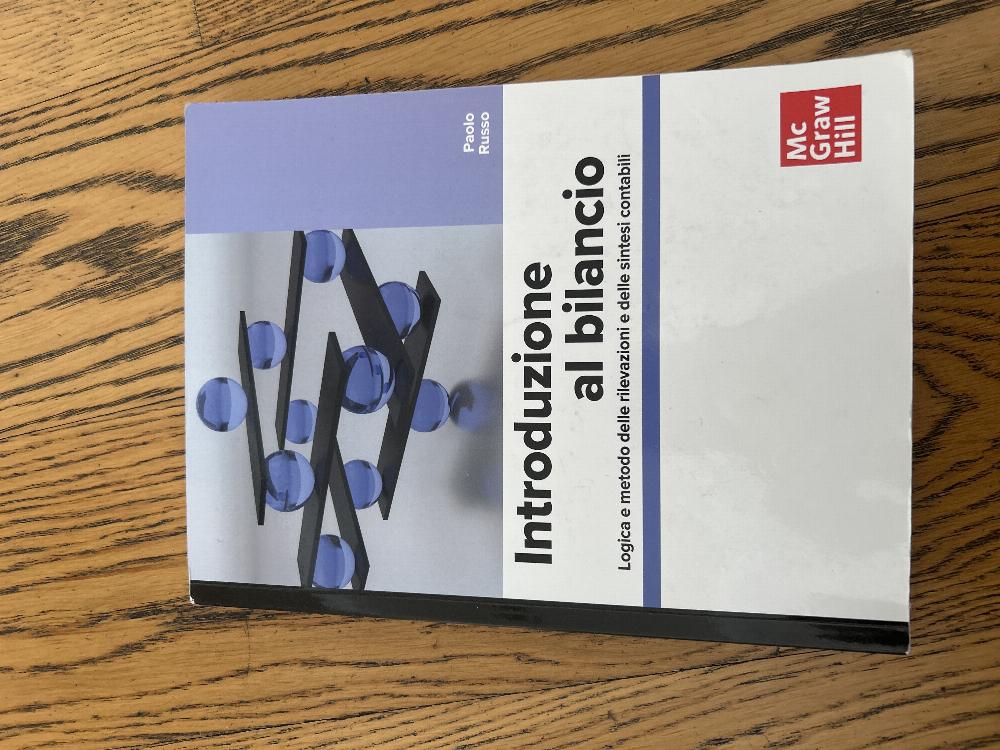 Paolo
Russo
Introduzione
al bilancio
Logica e metodo delle rilevazioni e delle sintesi contabili
Mc
Graw
Hill